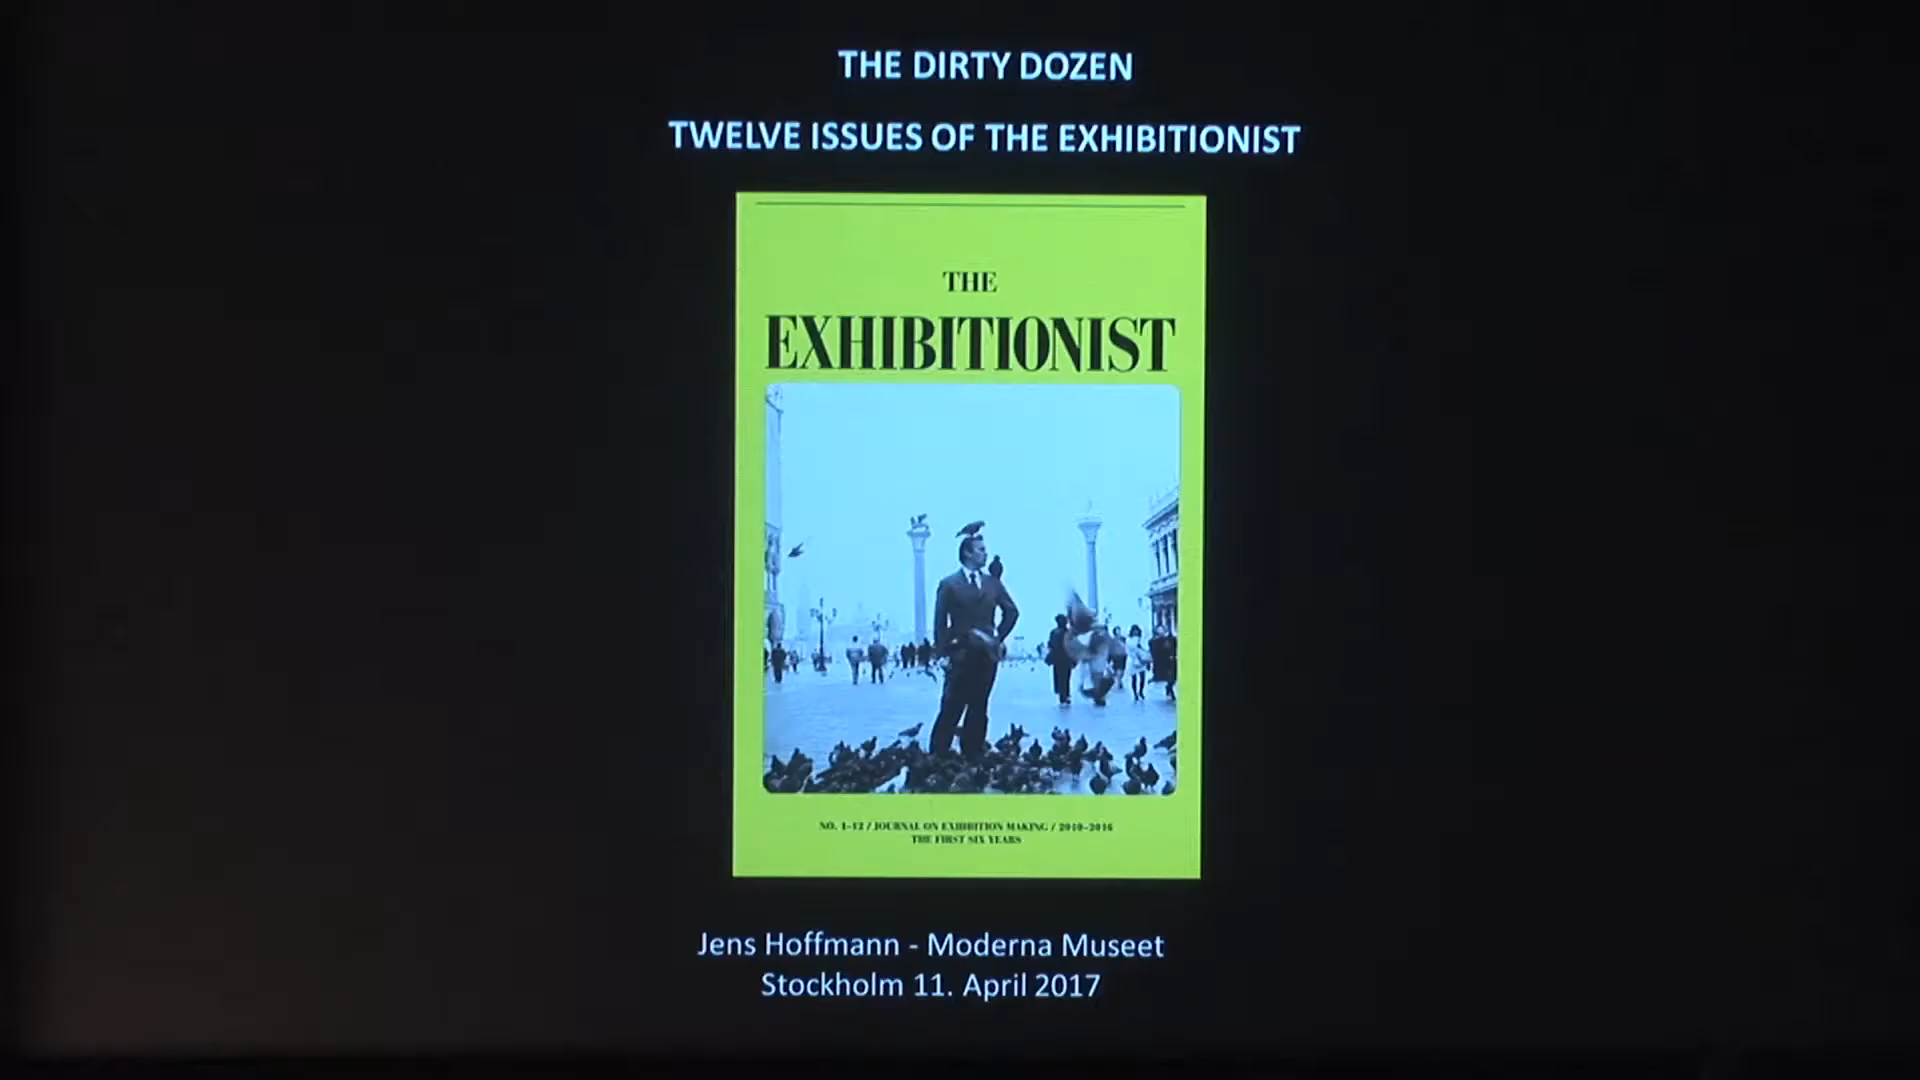 THE DIRTY DOZEN
TWELVE ISSUES OF THE EXHIBITIONIST
THE
EXHIBITIONIST
NO. 1–12 / JOURNAL ON EXHIBITION MAKING / 2010–2016
THE FIRST SIX YEARS
Jens Hoffmann - Moderna Museet
Stockholm 11. April 2017